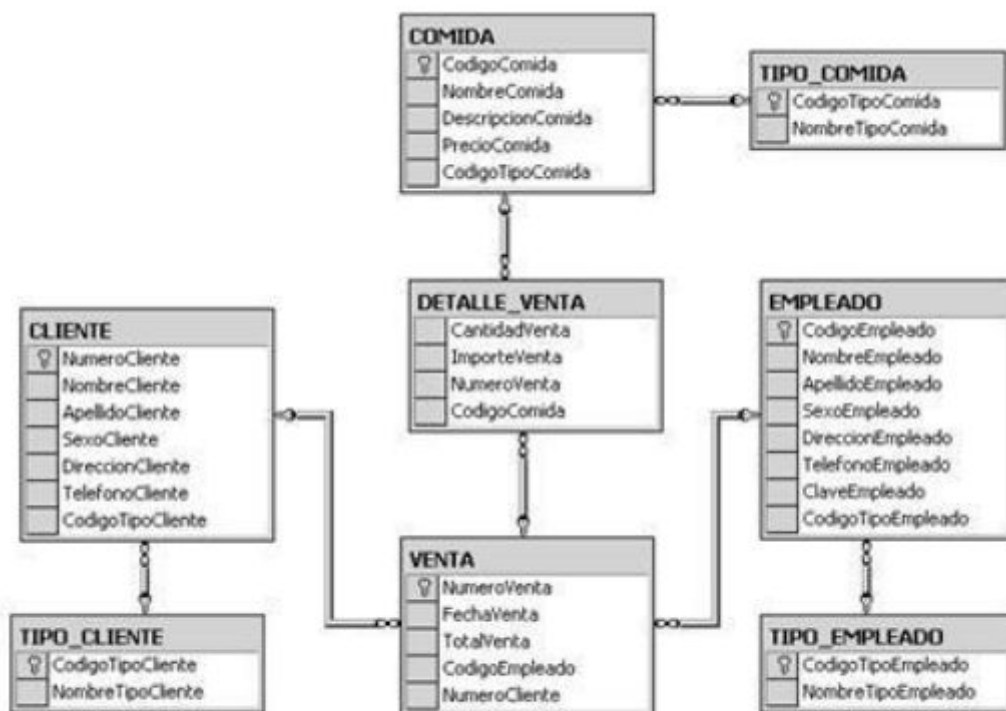 COMIDA
CodigoComida
NombreComida
DescripcionComida
PrecioComida
CodigoTipoComida
TIPO_COMIDA
CodigoTipoComida
NombreTipoComida
DETALLE_VENTA
CantidadVenta
ImporteVenta
NumeroVenta
CodigoComida
CLIENTE
NumeroCliente
NombreCliente
ApellidoCliente
SexoCliente
DireccionCliente
TelefonoCliente
CodigoTipoCliente
EMPLEADO
CodigoEmpleado
NombreEmpleado
ApellidoEmpleado
SexoEmpleado
DireccionEmpleado
TelefonoEmpleado
ClaveEmpleado
CodigoTipoEmpleado
VENTA
NumeroVenta
FechaVenta
TotalVenta
CodigoEmpleado
NumeroCliente
TIPO_CLIENTE
CodigoTipoCliente
NombreTipoCliente
TIPO_EMPLEADO
CodigoTipoEmpleado
NombreTipoEmpleado